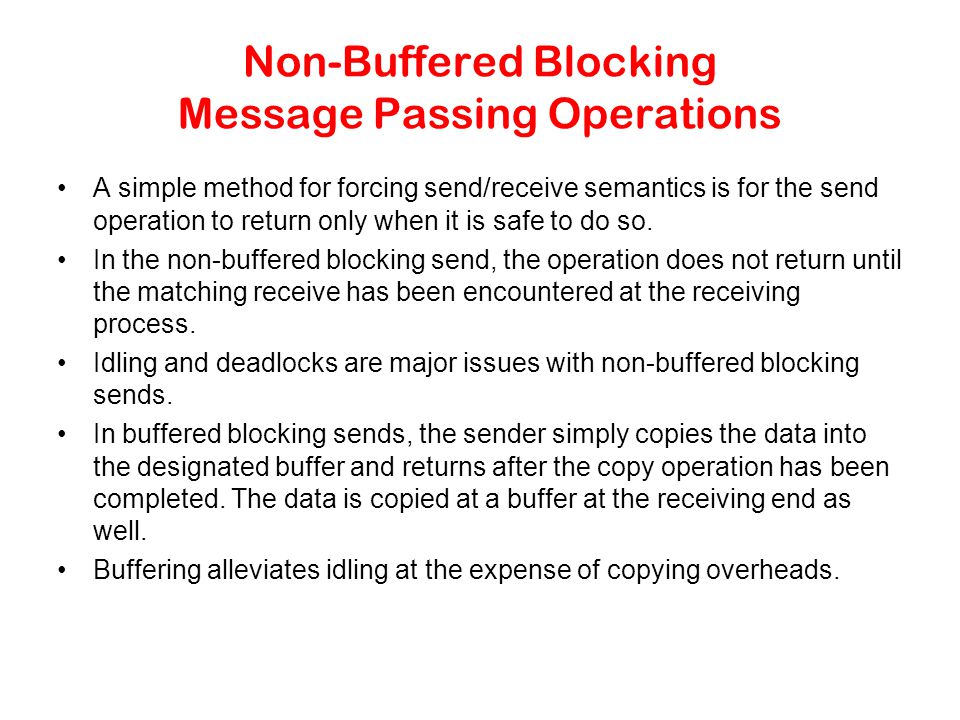 Non-Buffered Blocking
Message Passing Operations
• A simple method for forcing send/receive semantics is for the send
operation to return only when it is safe to do so.
• In the non-buffered blocking send, the operation does not return until
the matching receive has been encountered at the receiving
process.
• Idling and deadlocks are major issues with non-buffered blocking
sends.
• In buffered blocking sends, the sender simply copies the data into
the designated buffer and returns after the copy operation has been
completed. The data is copied at a buffer at the receiving end as
well.
• Buffering alleviates idling at the expense of copying overheads.